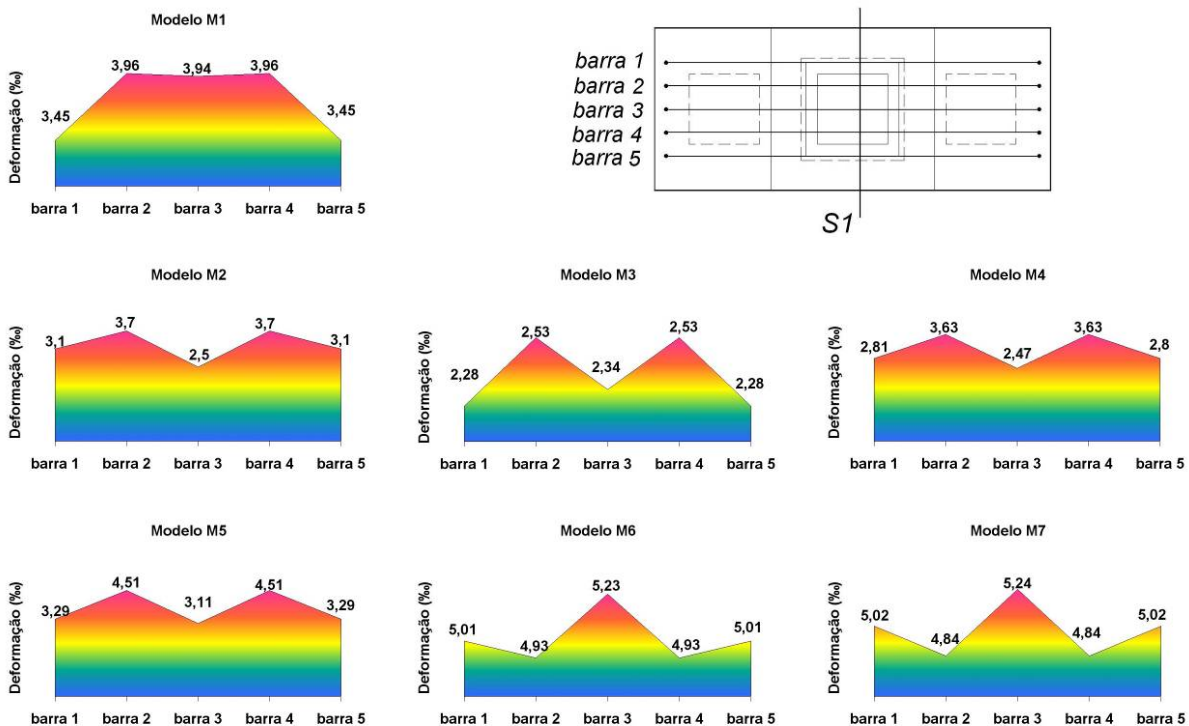 Modelo M1
Deformação (‰)
3,45
3,96
3,94
3,96
3,45
barra 1 barra 2 barra 3 barra 4 barra 5
barra 1
barra 2
barra 3
barra 4
barra 5
S1
Modelo M2
Deformação (‰)
3,1
3,7
2,5
3,7
3,1
barra 1 barra 2 barra 3 barra 4 barra 5
Modelo M3
Deformação (‰)
2,28
2,53
2,34
2,53
2,28
barra 1 barra 2 barra 3 barra 4 barra 5
Modelo M4
Deformação (‰)
2,81
3,63
2,47
3,63
2,8
barra 1 barra 2 barra 3 barra 4 barra 5
Modelo M5
Deformação (‰)
3,29
4,51
3,11
4,51
3,29
barra 1 barra 2 barra 3 barra 4 barra 5
Modelo M6
Deformação (‰)
5,01
4,93
5,23
4,93
5,01
barra 1 barra 2 barra 3 barra 4 barra 5
Modelo M7
Deformação (‰)
5,02
4,84
5,24
4,84
5,02
barra 1 barra 2 barra 3 barra 4 barra 5